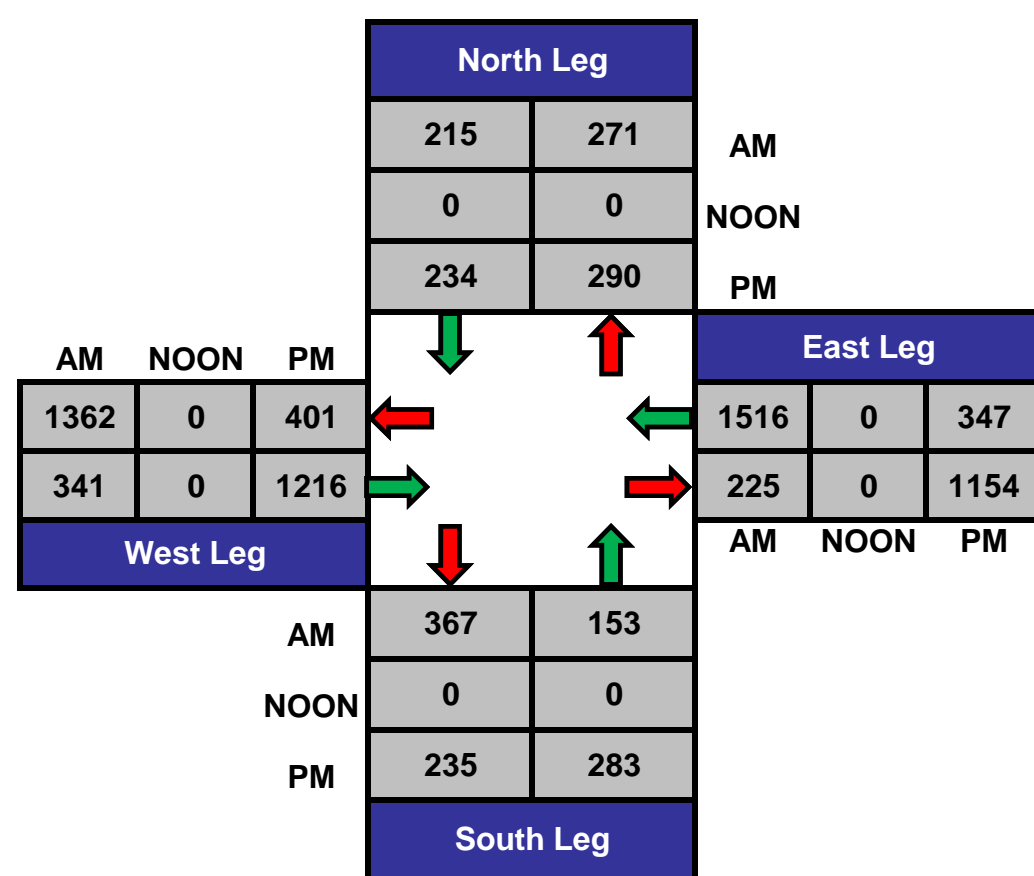 North Leg
215 271 AM
0 0 NOON
234 290 PM
East Leg
AM NOON PM
1362 0 401
1516 0 347
341 0 1216
225 0 1154
West Leg
AM NOON PM
AM 367 153
NOON 0 0
PM 235 283
South Leg